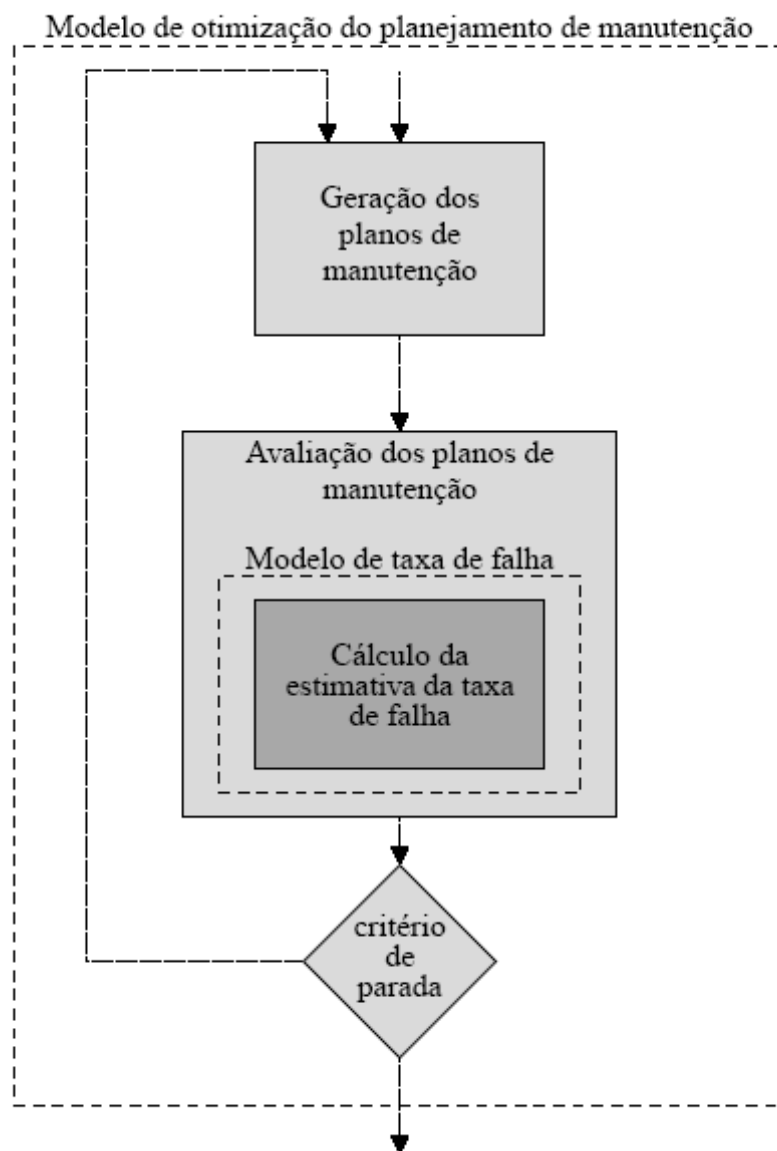 Modelo de otimização do planejamento de manutenção
Geração dos
planos de
manutenção
Avaliação dos planos de
manutenção
Modelo de taxa de falha
Cálculo da
estimativa da taxa
de falha
critério
de
parada